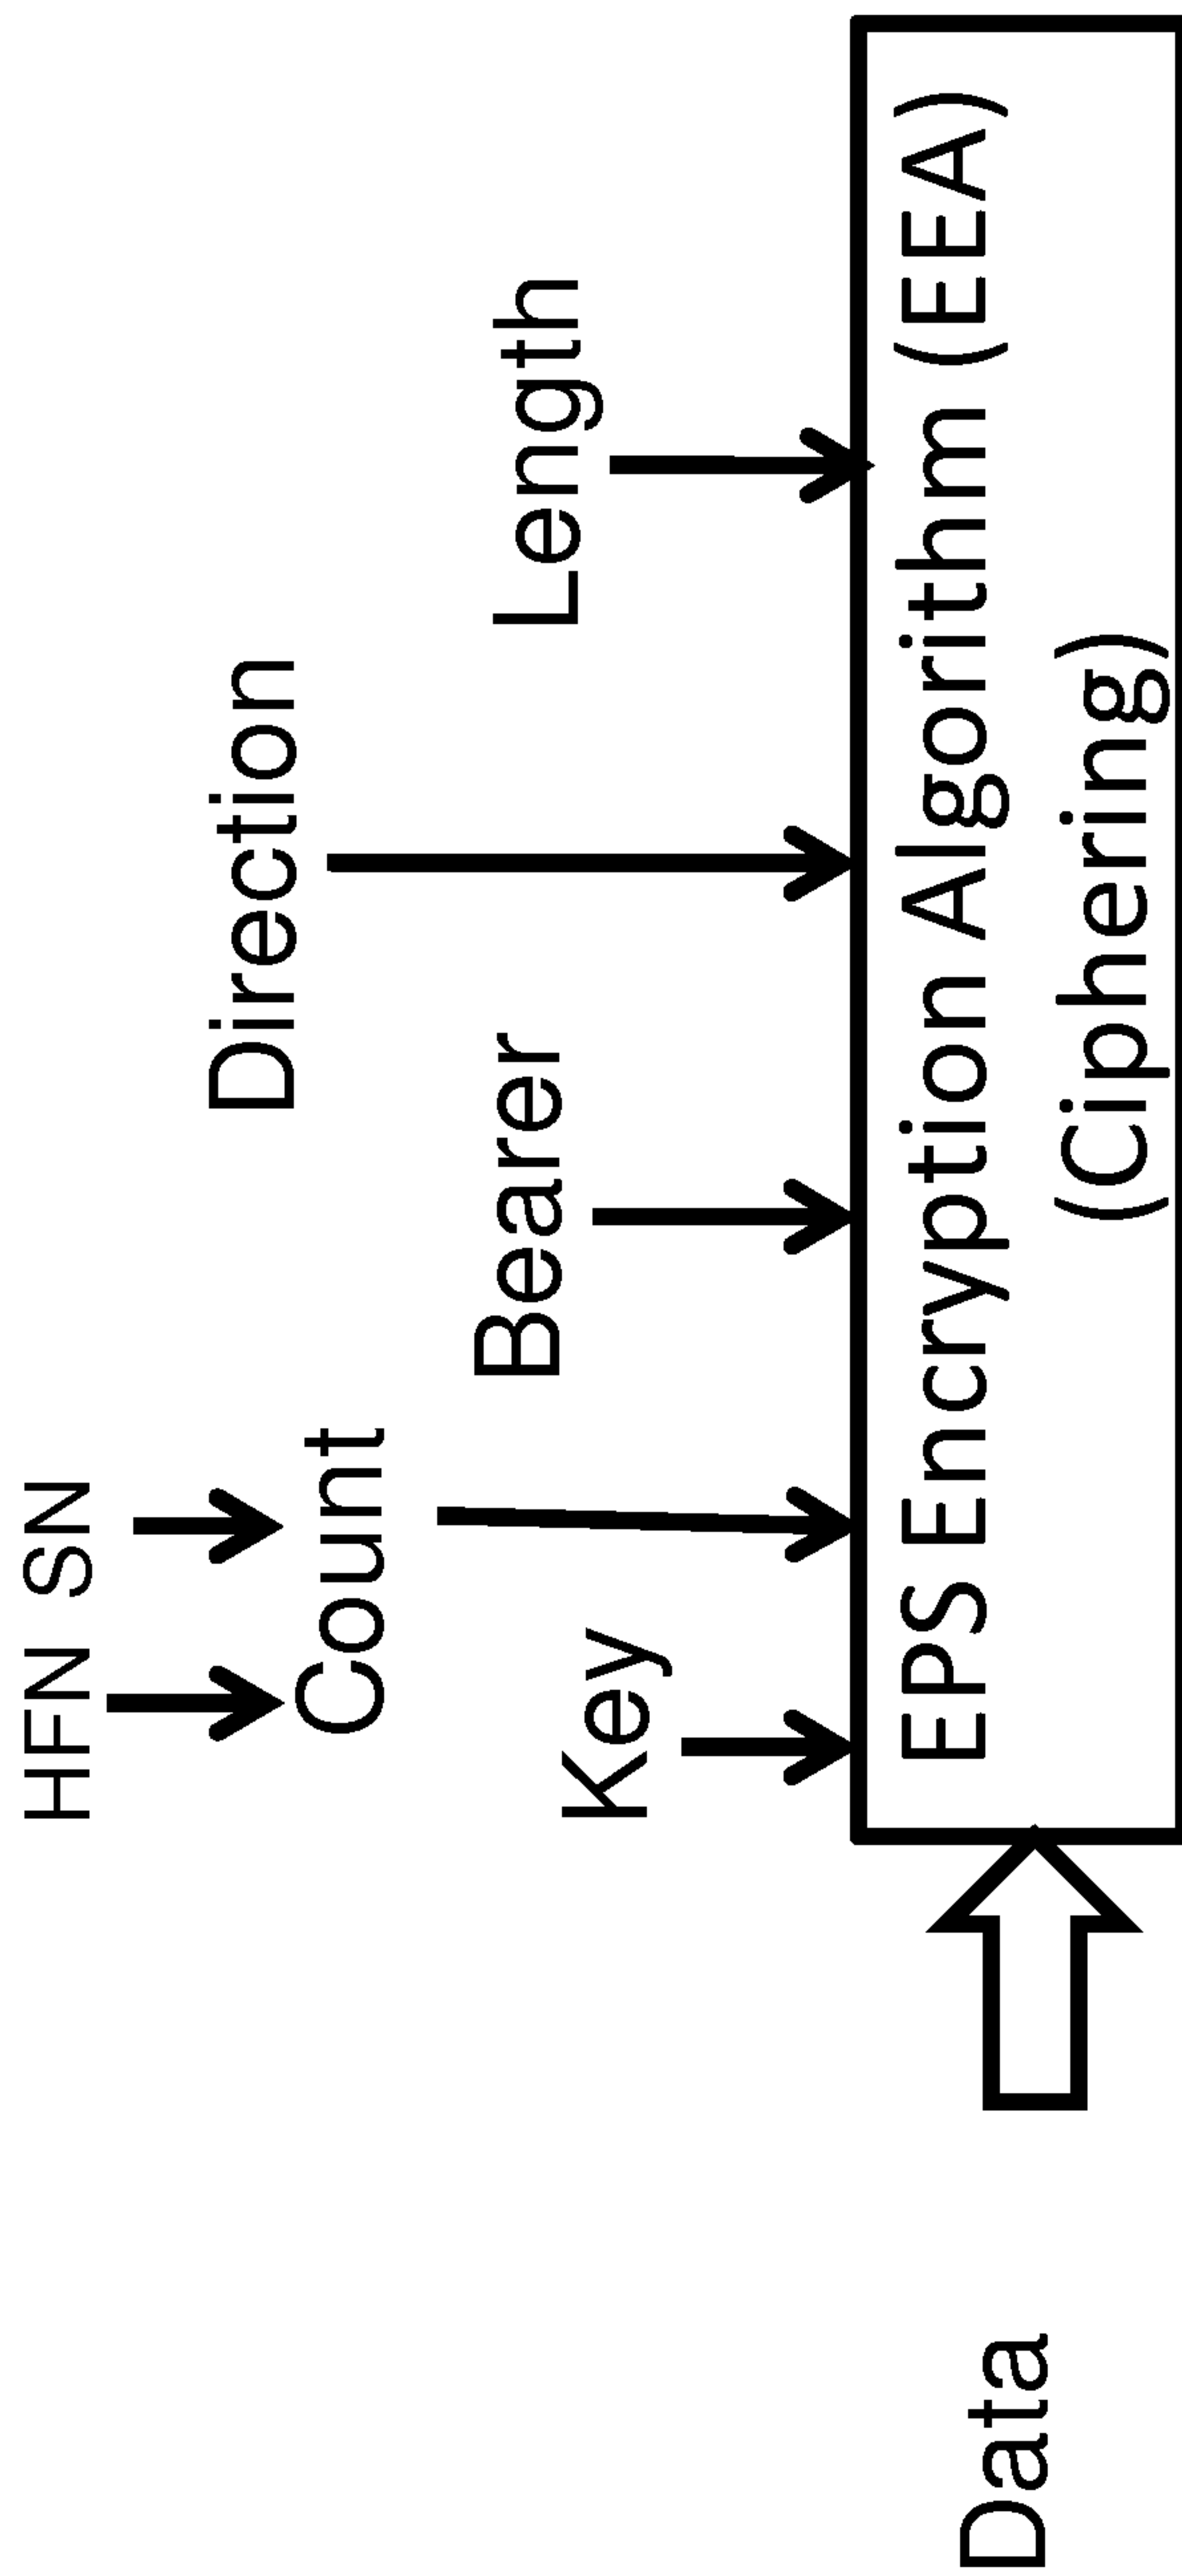 HFN SN
Direction
Count
Bearer
Length
Key
EPS Encryption Algorithm (EEA)
(Ciphering)
Data